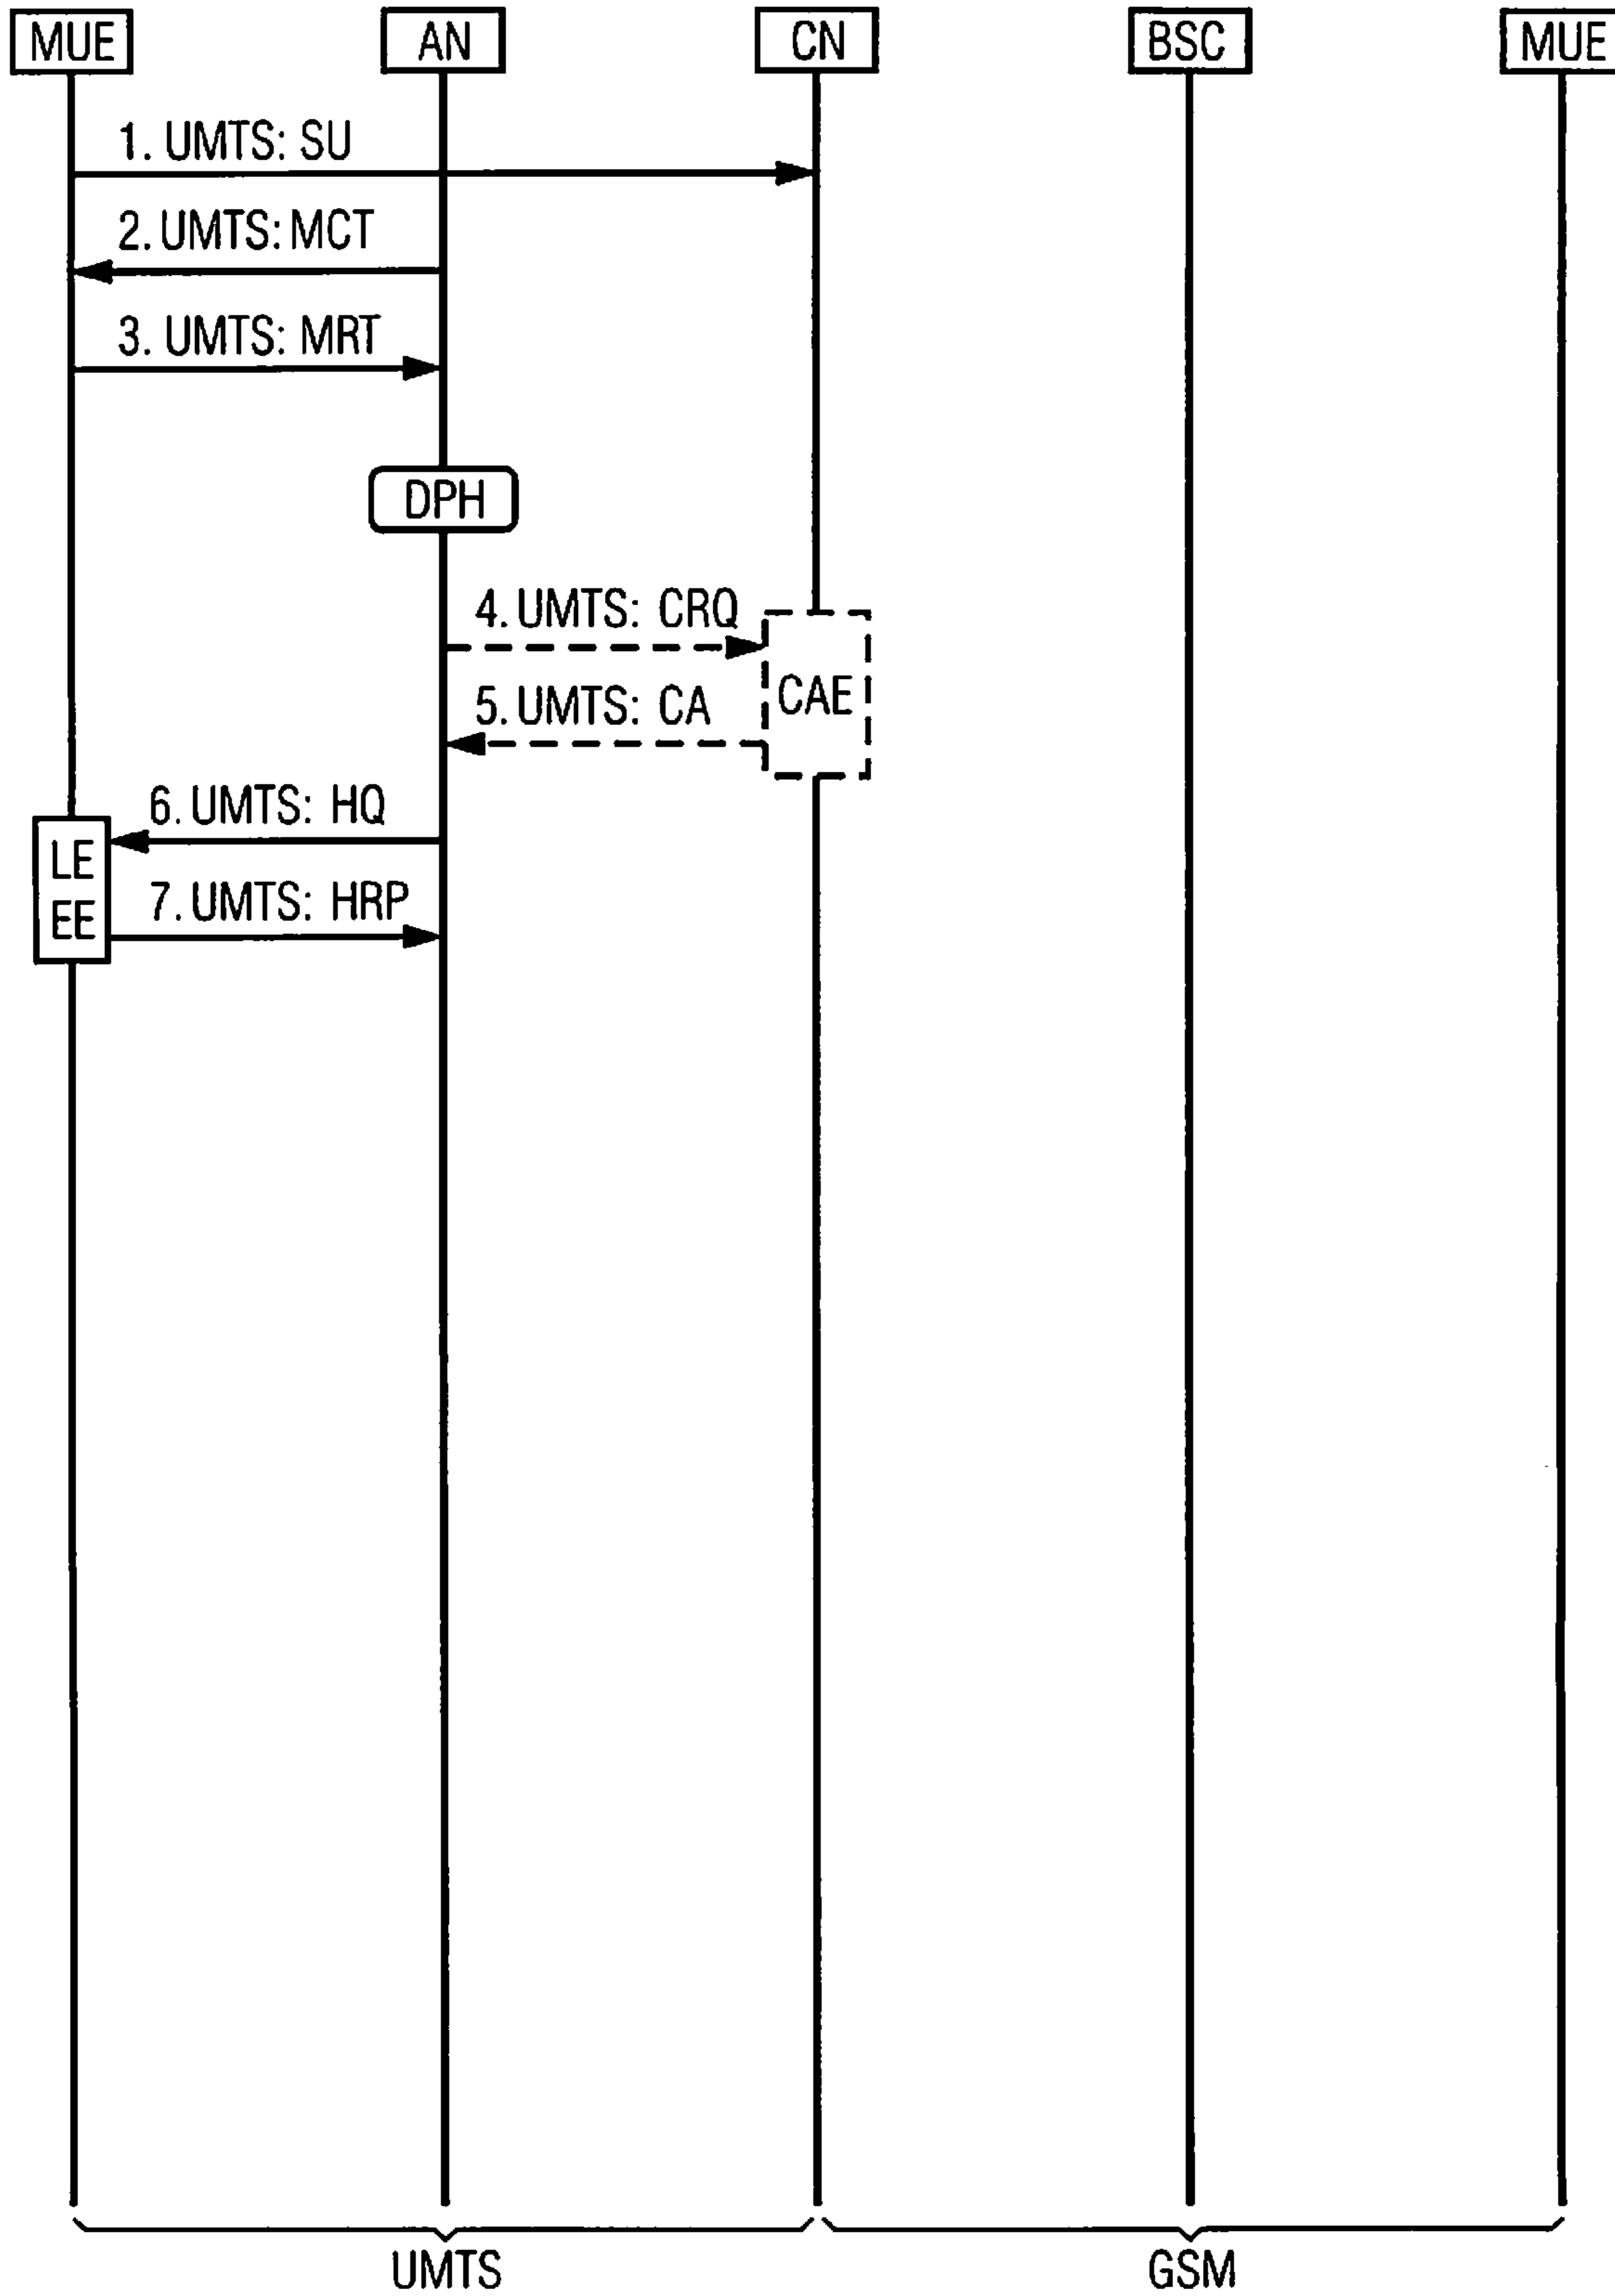 MUE AN CN BSC MUE
1. UMTS: SU
2. UMTS: MCT
3. UMTS: MRT
DPH
4. UMTS: CRQ
CAE
5. UMTS: CA
6. UMTS: HQ
LE
EE
7. UMTS: HRP
UMTS GSM